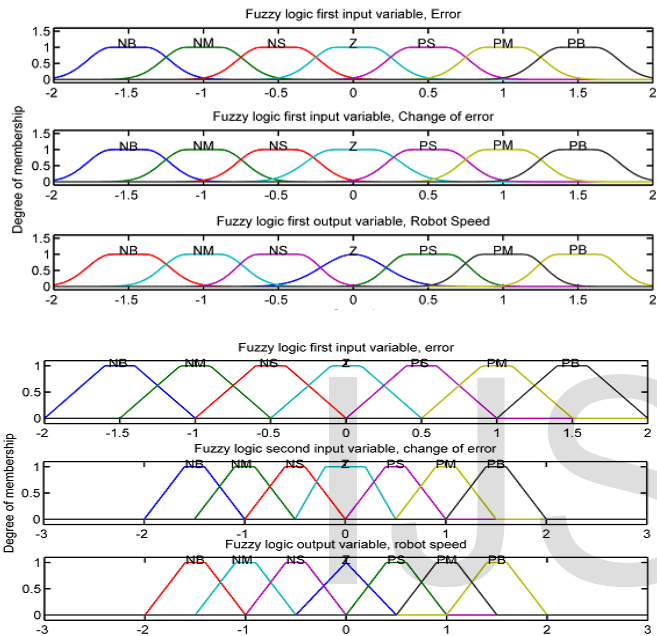 Fuzzy logic first input variable, Error
1.5
1
0.5
0
NB NM NS Z PS PM PB
-2 -1.5 -1 -0.5 0 0.5 1 1.5 2
Fuzzy logic first input variable, Change of error
1.5
1
0.5
0
NB NM NS Z PS PM PB
-2 -1.5 -1 -0.5 0 0.5 1 1.5 2
Degree of membership
Fuzzy logic first output variable, Robot Speed
1.5
1
0.5
0
NB NM NS Z PS PM PB
-2 -1.5 -1 -0.5 0 0.5 1 1.5 2
Fuzzy logic first input variable, error
1
0.5
0
NB NM NS Z PS PM PB
-2 -1.5 -1 -0.5 0 0.5 1 1.5 2
Fuzzy logic second input variable, change of error
1
0.5
0
NB NM NS Z PS PM PB
-3 -2 -1 0 1 2 3
Degree of membership
Fuzzy logic output variable, robot speed
1
0.5
0
NB NM NS Z PS PM PB
-3 -2 -1 0 1 2 3
IJS